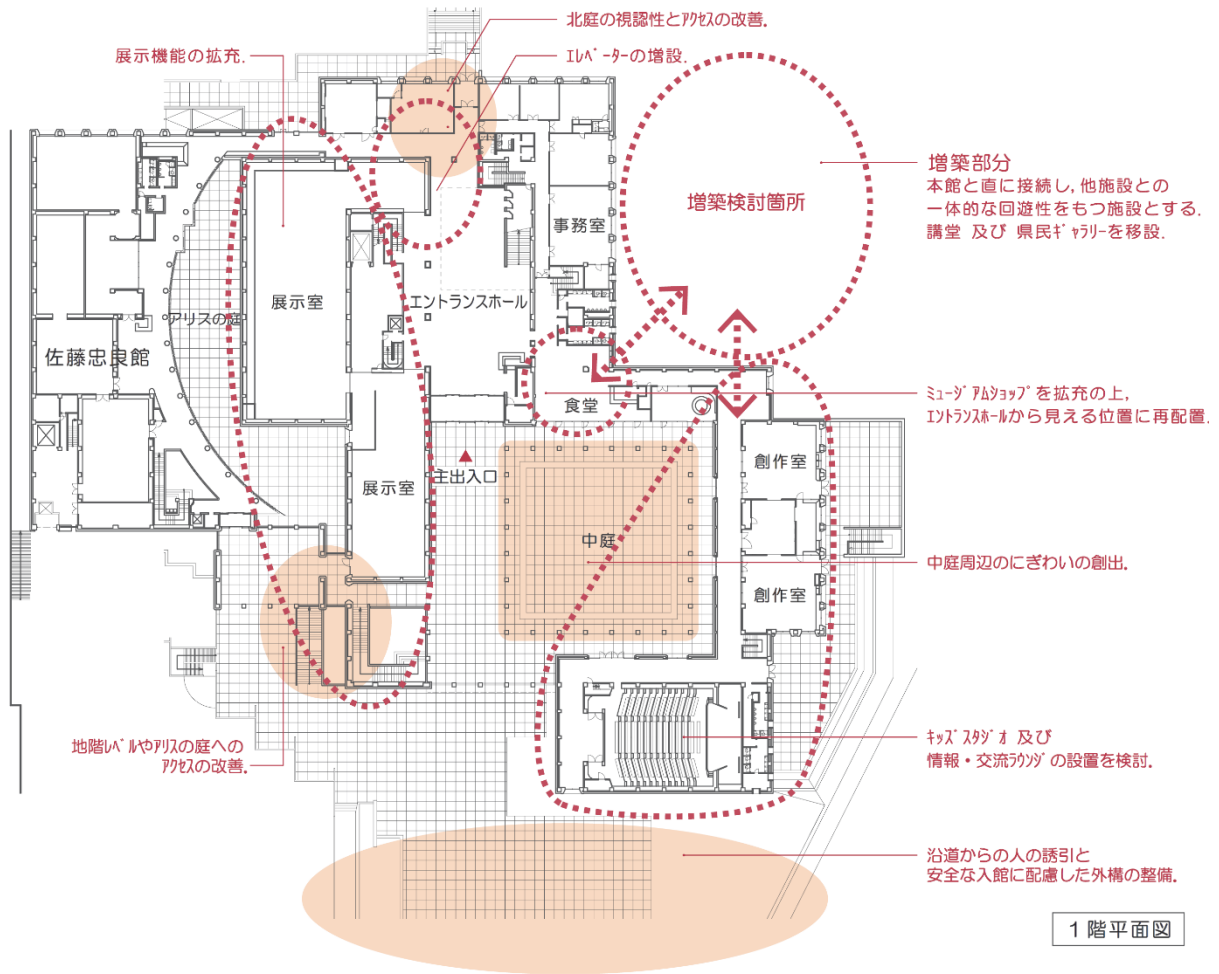 北庭の視認性とｱｸｾｽの改善.
展示機能の拡充.
ｴﾚﾍﾞｰﾀｰの増設.
増築部分
本館と直に接続し,他施設との
一体的な回遊性をもつ施設とする.
講堂 及び 県民ｷﾞｬﾗﾘｰを移設.
増築検討箇所
事務室
展示室
エントランスホール
アリスの庭
佐藤忠良館
食堂
ﾐｭｰｼﾞｱﾑｼｮｯﾌﾟを拡充の上,
ｴﾝﾄﾗﾝｽﾎｰﾙから見える位置に再配置.
主出入口
展示室
創作室
中庭
中庭周辺のにぎわいの創出.
創作室
地階ﾚﾍﾞﾙやｱﾘｽの庭への
ｱｸｾｽの改善.
ｷｯｽﾞｽﾀｼﾞｵ 及び
情報・交流ﾗｳﾝｼﾞの設置を検討.
沿道からの人の誘引と
安全な入館に配慮した外構の整備.
1階平面図